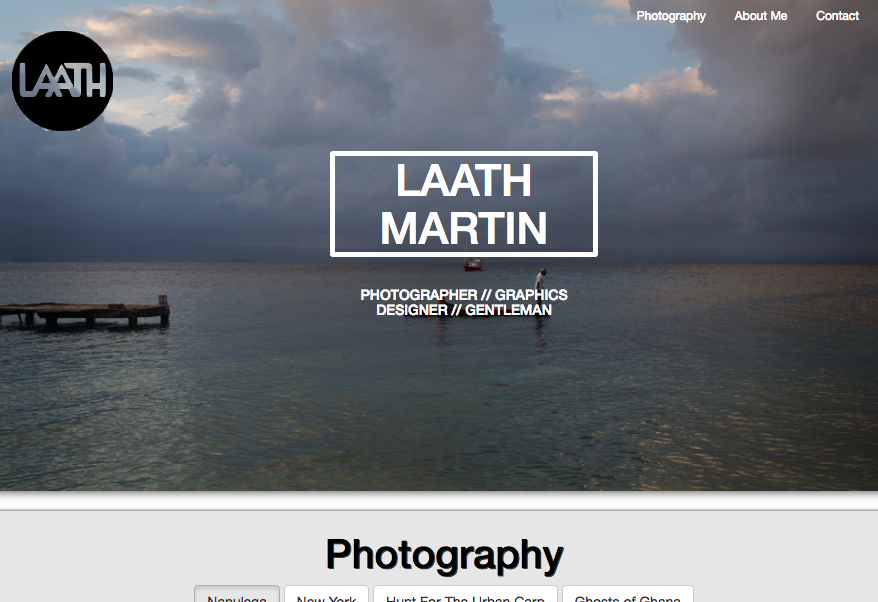 Photography About Me Contact
LAATH
LAATH
MARTIN
PHOTOGRAPHER // GRAPHICS
DESIGNER // GENTLEMAN
Photography
Nanuloga New York Hunt For The Urban Carp Ghosts of Ghana